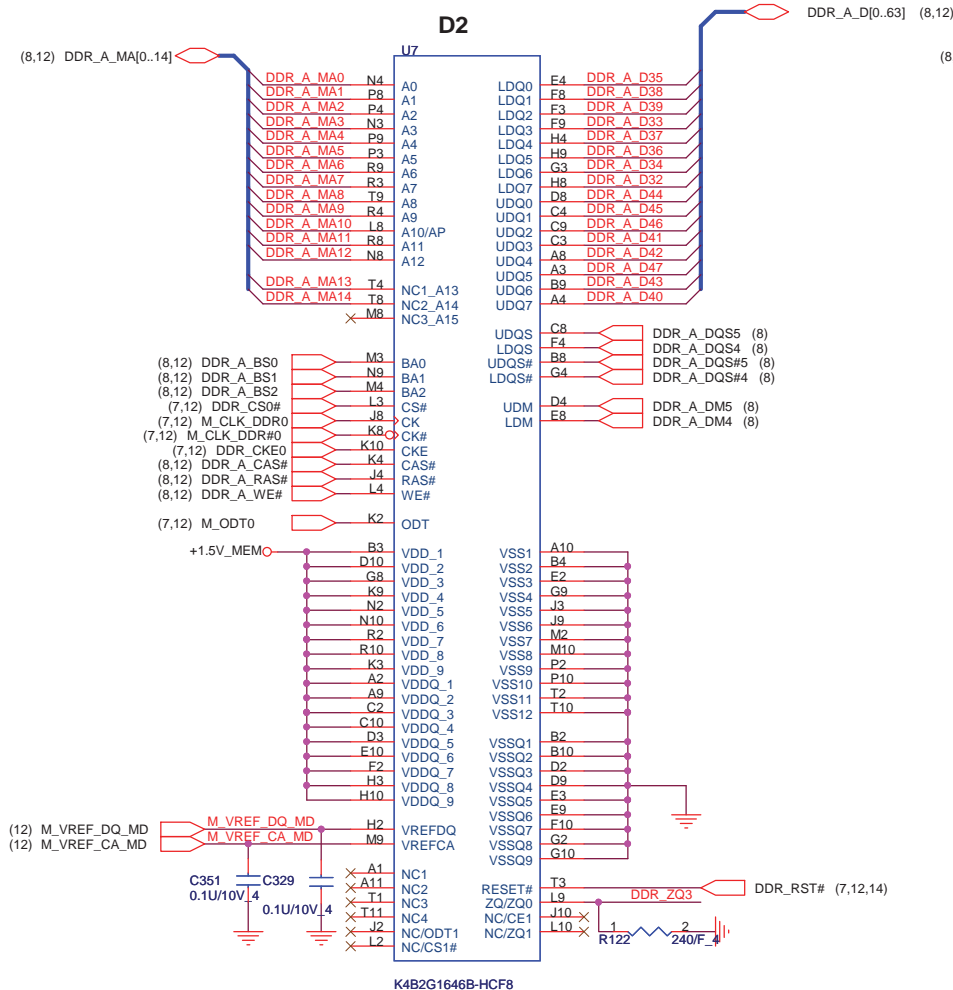 D2
U7
DDR_A_D[0..63] (8,12)
(8,12) DDR_A_MA[0..14]
(8
DDR_A_MA0 N4 A0 LDQ0 E4 DDR_A_D35
DDR_A_MA1 P8 A1 LDQ1 F8 DDR_A_D38
DDR_A_MA2 P4 A2 LDQ2 F3 DDR_A_D39
DDR_A_MA3 N3 A3 LDQ3 F9 DDR_A_D33
DDR_A_MA4 P9 A4 LDQ4 H4 DDR_A_D37
DDR_A_MA5 P3 A5 LDQ5 H9 DDR_A_D36
DDR_A_MA6 R9 A6 LDQ6 G3 DDR_A_D34
DDR_A_MA7 R3 A7 LDQ7 H8 DDR_A_D32
DDR_A_MA8 T9 A8 UDQ0 D8 DDR_A_D44
DDR_A_MA9 R4 A9 UDQ1 C4 DDR_A_D45
DDR_A_MA10 L8 A10/AP UDQ2 C9 DDR_A_D46
DDR_A_MA11 R8 A11 UDQ3 C3 DDR_A_D41
DDR_A_MA12 N8 A12 UDQ4 A8 DDR_A_D42
UDQ5 A3 DDR_A_D47
DDR_A_MA13 T4 NC1_A13 UDQ6 B9 DDR_A_D43
DDR_A_MA14 T8 NC2_A14 UDQ7 A4 DDR_A_D40
M8 NC3_A15
UDQS C8 DDR_A_DQS5 (8)
LDQS F4 DDR_A_DQS4 (8)
(8,12) DDR_A_BS0 M3 BA0 UDQS# B8 DDR_A_DQS#5 (8)
(8,12) DDR_A_BS1 N9 BA1 LDQS# G4 DDR_A_DQS#4 (8)
(8,12) DDR_A_BS2 M4 BA2
(7,12) DDR_CS0# L3 CS# UDM D4 DDR_A_DM5 (8)
(7,12) M_CLK_DDR0 J8 CK LDM E8 DDR_A_DM4 (8)
(7,12) M_CLK_DDR#0 K8 CK#
(7,12) DDR_CKE0 K10 CKE
(8,12) DDR_A_CAS# K4 CAS#
(8,12) DDR_A_RAS# J4 RAS#
(8,12) DDR_A_WE# L4 WE#
(7,12) M_ODT0 K2 ODT
+1.5V_MEM B3 VDD_1 VSS1 A10
D10 VDD_2 VSS2 B4
G8 VDD_3 VSS3 E2
K9 VDD_4 VSS4 G9
N2 VDD_5 VSS5 J3
N10 VDD_6 VSS6 J9
R2 VDD_7 VSS7 M2
R10 VDD_8 VSS8 M10
K3 VDD_9 VSS9 P2
A2 VDDQ_1 VSS10 P10
A9 VDDQ_2 VSS11 T2
C2 VDDQ_3 VSS12 T10
C10 VDDQ_4
D3 VDDQ_5 VSSQ1 B2
E10 VDDQ_6 VSSQ2 B10
F2 VDDQ_7 VSSQ3 D2
H3 VDDQ_8 VSSQ4 D9
H10 VDDQ_9 VSSQ5 E3
VSSQ6 E9
(12) M_VREF_DQ_MD M_VREF_DQ_MD H2 VREFDQ VSSQ7 F10
(12) M_VREF_CA_MD M_VREF_CA_MD M9 VREFCA VSSQ8 G2
VSSQ9 G10
A1 NC1
C351 C329 A11 NC2 RESET# T3 DDR_RST# (7,12,14)
0.1U/10V_4 T1 NC3 ZQ/ZQ0 L9 DDR_ZQ3
0.1U/10V_4 T11 NC4 NC/CE1 J10
J2 NC/ODT1 NC/ZQ1 L10 1 2
L2 NC/CS1# R122 240/F_4
K4B2G1646B-HCF8